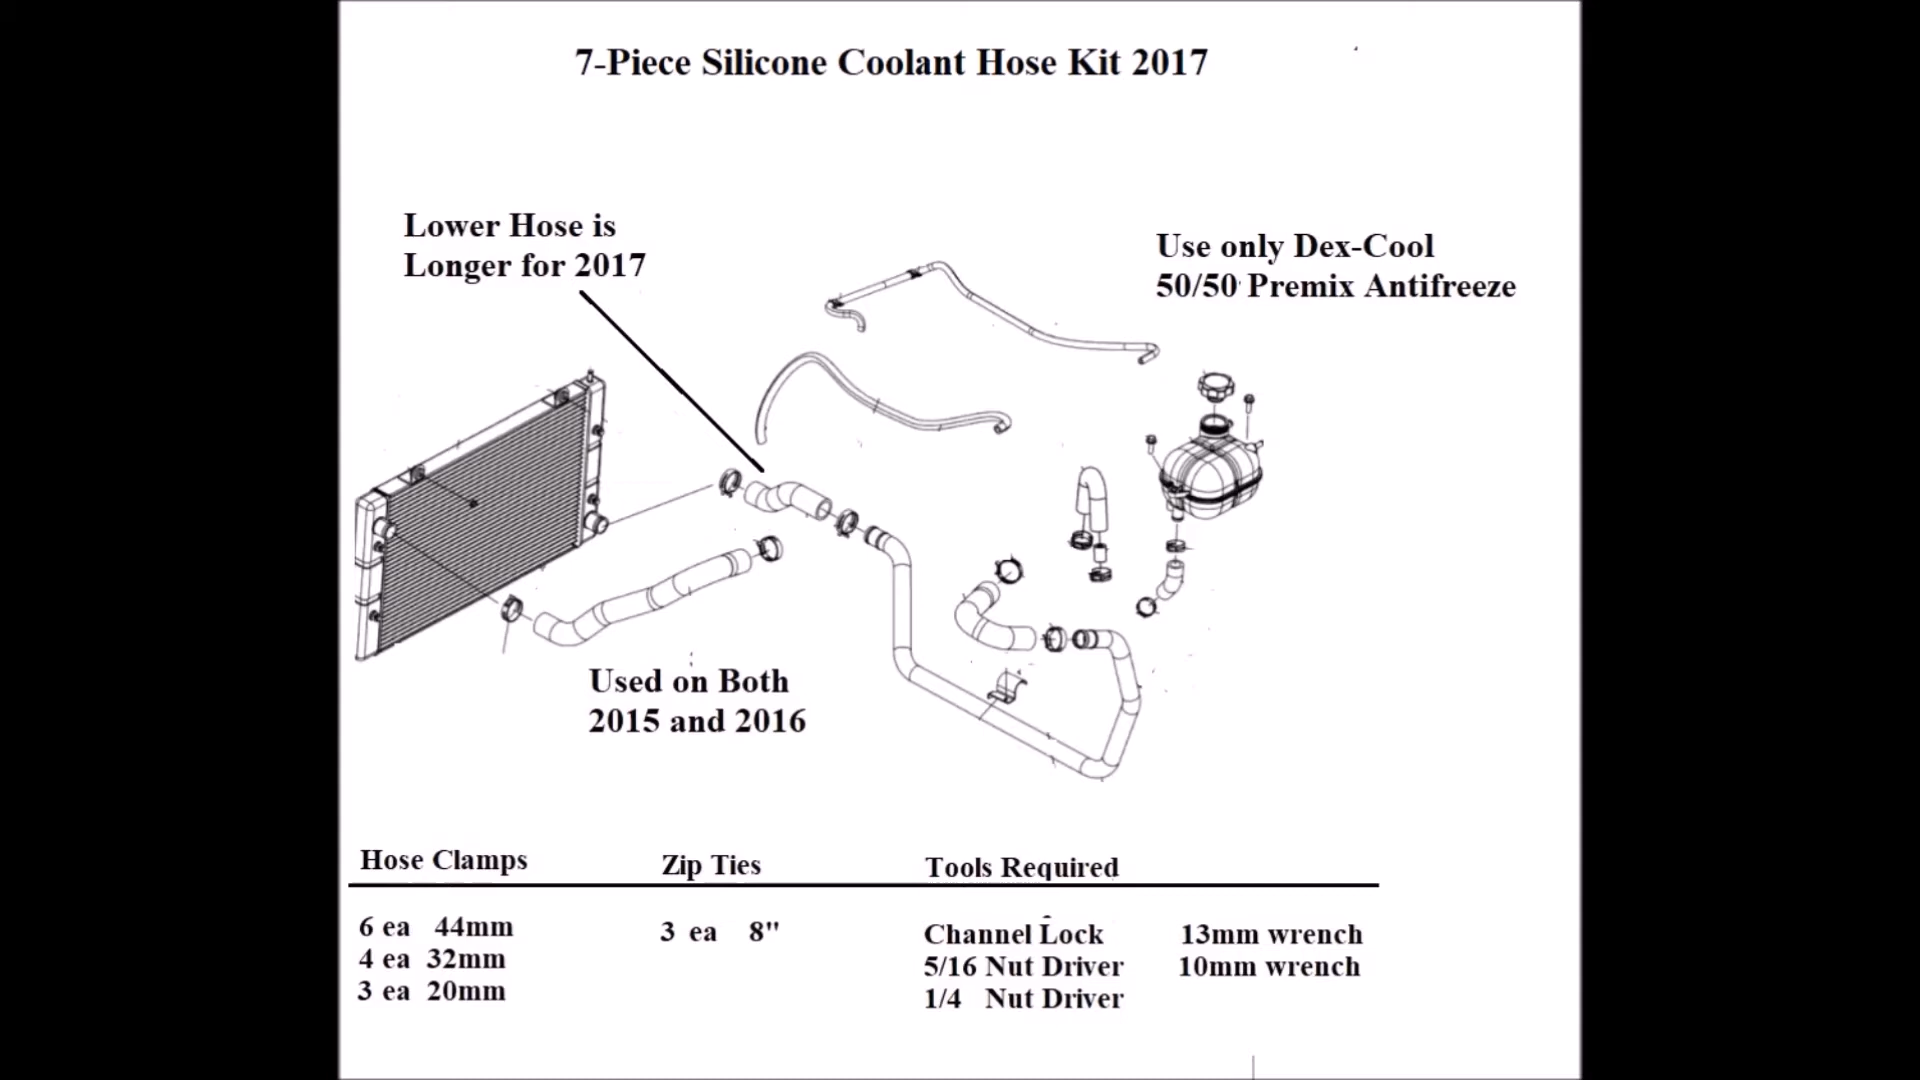 7-Piece Silicone Coolant Hose Kit 2017
Lower Hose is
Longer for 2017
Use only Dex-Cool
50/50 Premix Antifreeze
Used on Both
2015 and 2016
Hose Clamps
Zip Ties
Tools Required
6 ea 44mm
4 ea 32mm
3 ea 20mm
3 ea 8"
Channel Lock 13mm wrench
5/16 Nut Driver 10mm wrench
1/4 Nut Driver